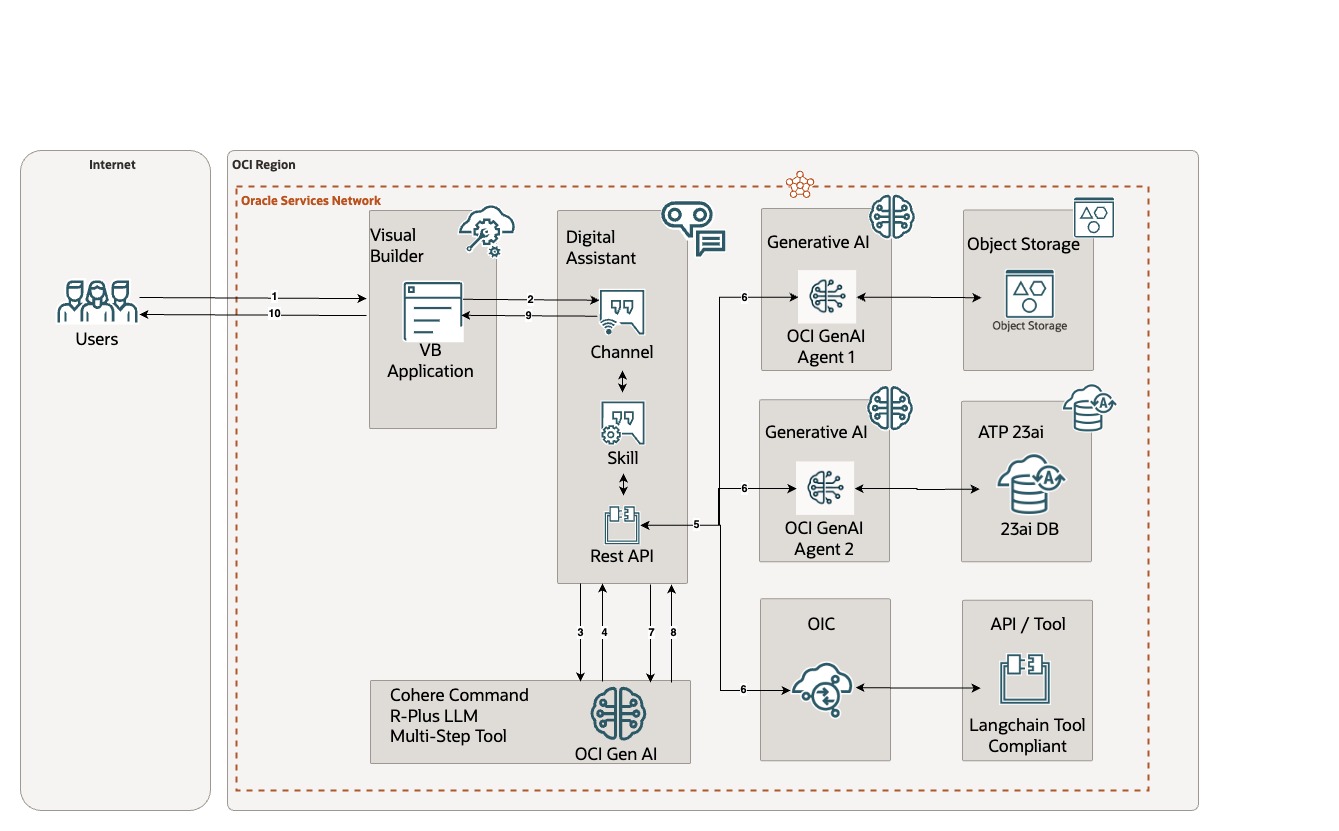 Internet
OCI Region
Oracle Services Network
Users
1
10
Visual
Builder
VB
Application
2
9
Digital
Assistant
Channel
Skill
Rest API
3
4
7
8
5
Cohere Command
R-Plus LLM
Multi-Step Tool
OCI Gen AI
6
Generative AI
OCI GenAI
Agent 1
Object Storage
Object Storage
6
Generative AI
OCI GenAI
Agent 2
ATP 23ai
A
A
23ai DB
6
OIC
API / Tool
Langchain Tool
Compliant